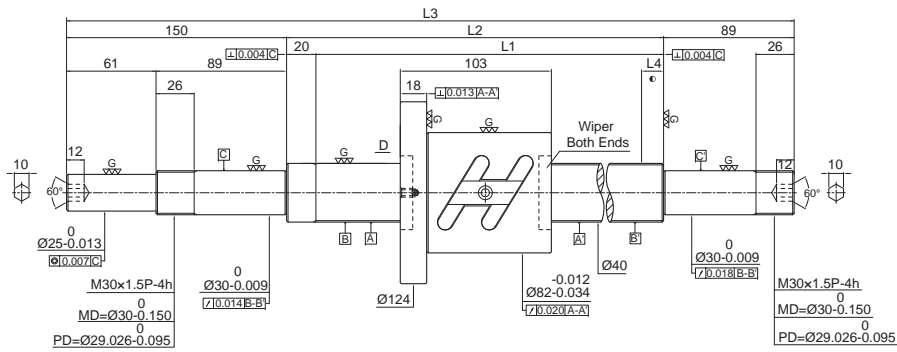 L3
150 L2 89
⊥ 0.004 C 20 L1 ⊥ 0.004 C 26
61 89 103 L4
26 18 ⊥ 0.013 A-A' G G
G Wiper
Both Ends
12 G C G G D C G 12
10 10
60° 60°
B A A' B'
0
Ø25-0.013
◎ 0.007 C
0
Ø30-0.009
↗ 0.014 B-B'
M30×1.5P-4h
0
MD=Ø30-0.150
0
PD=Ø29.026-0.095
Ø124
-0.012
Ø82-0.034
↗ 0.020 A-A'
Ø40
0
Ø30-0.009
↗ 0.018 B-B'
M30×1.5P-4h
0
MD=Ø30-0.150
0
PD=Ø29.026-0.095